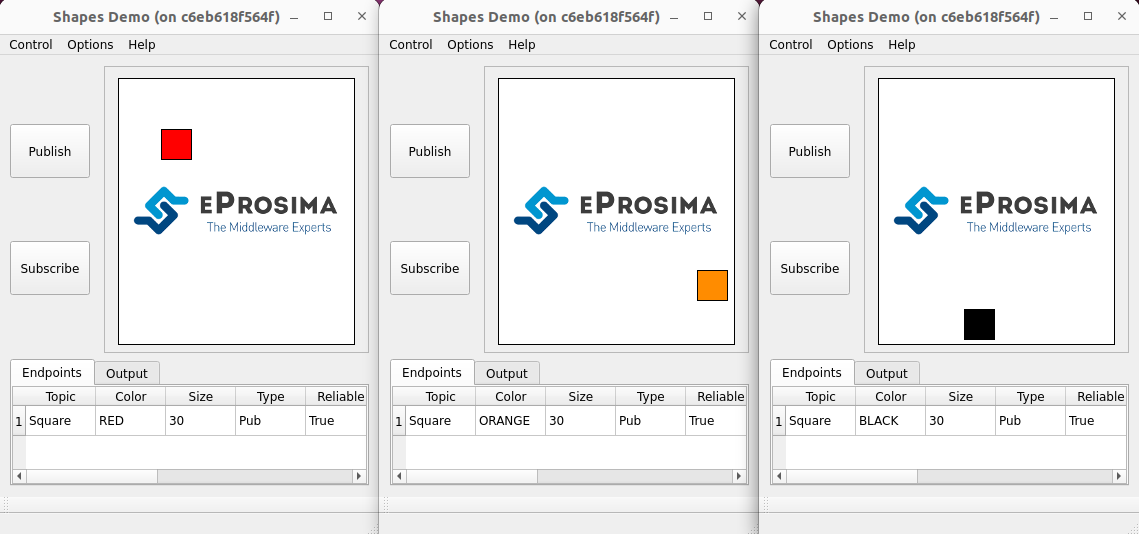 Shapes Demo (on c6eb618f564f)
Control Options Help
Publish
Subscribe
EPROSIMA
The Middleware Experts
Endpoints Output
Topic Color Size Type Reliable
1 Square RED 30 Pub True
Shapes Demo (on c6eb618f564f)
Control Options Help
Publish
Subscribe
EPROSIMA
The Middleware Experts
Endpoints Output
Topic Color Size Type Reliable
1 Square ORANGE 30 Pub True
Shapes Demo (on c6eb618f564f)
Control Options Help
Publish
Subscribe
EPROSIMA
The Middleware Experts
Endpoints Output
Topic Color Size Type Reliable
1 Square BLACK 30 Pub True